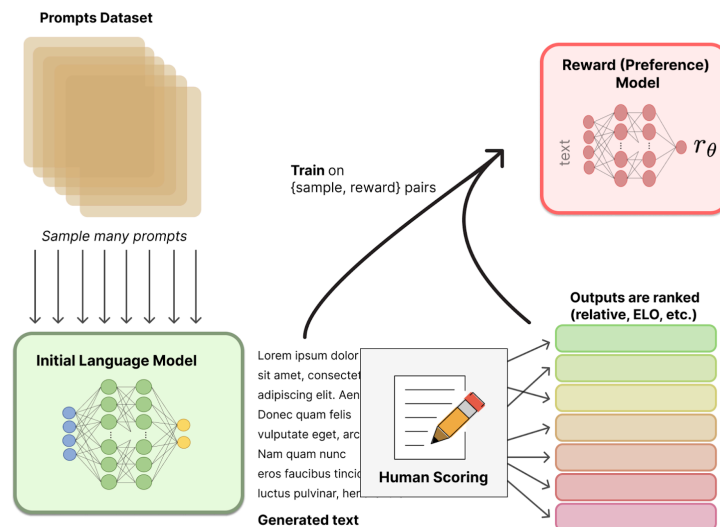 Prompts Dataset
Sample many prompts
Initial Language Model
Train on
{sample, reward} pairs
Reward (Preference)
Model
text
r_θ
Lorem ipsum dolor
sit amet, consectet
adipiscing elit. Aen
Donec quam felis
vulputate eget, arc
Nam quam nunc
eros faucibus tincid
luctus pulvinar, her
Generated text
Human Scoring
Outputs are ranked
(relative, ELO, etc.)